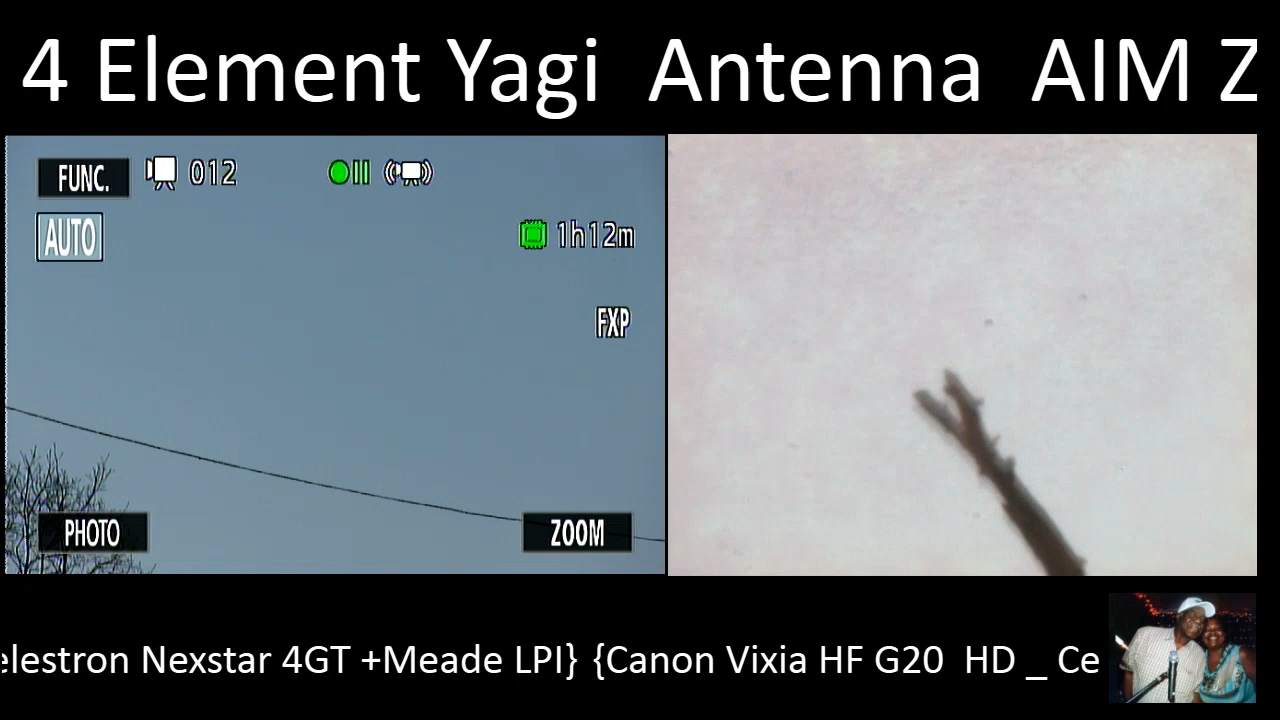 4 Element Yagi Antenna AIM Z
FUNC. 012
AUTO
1h12m
FXP
PHOTO ZOOM
elestron Nexstar 4GT +Meade LPI} {Canon Vixia HF G20 HD _ Ce